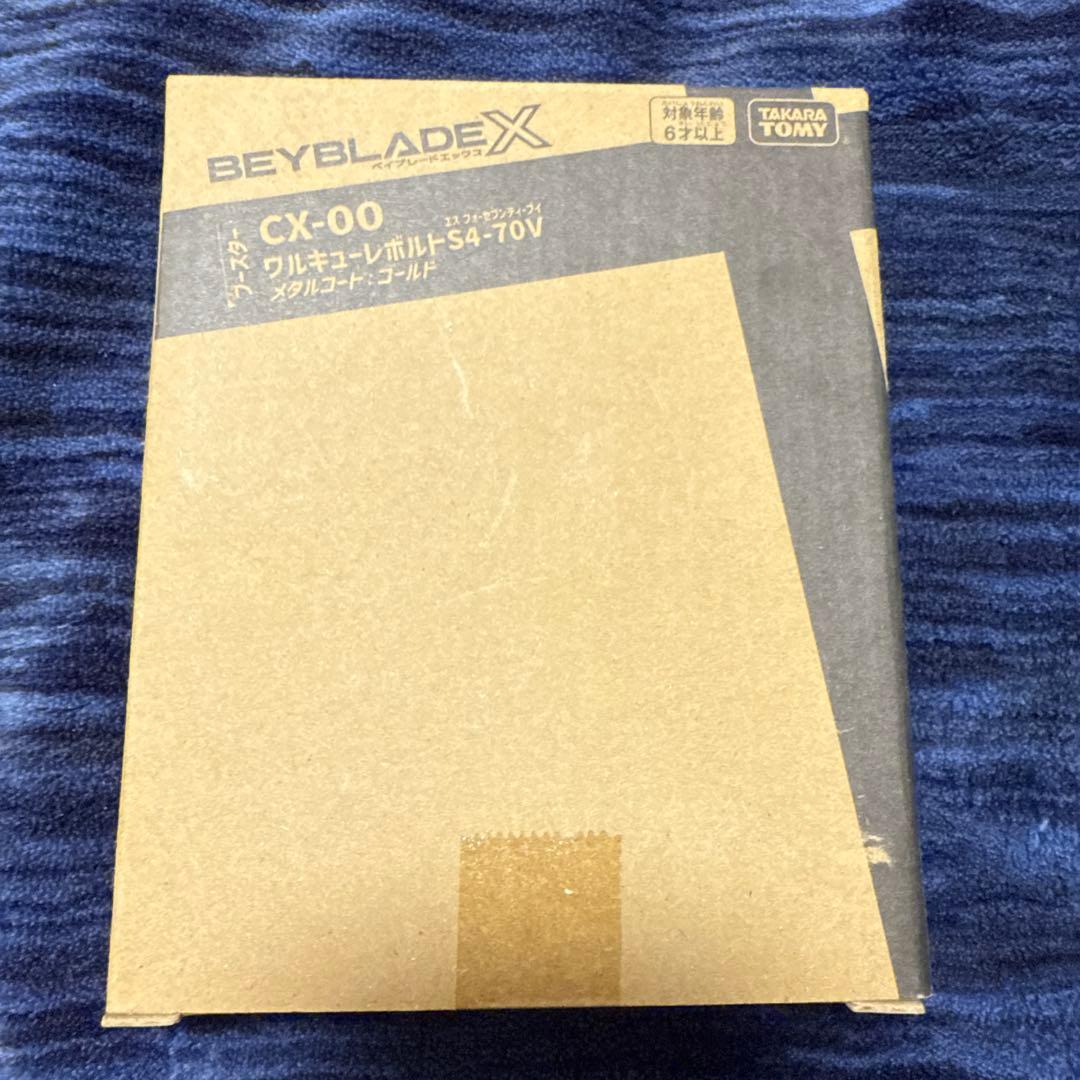 BEYBLADE X
ベイブレードエックス
対象年齢
6才以上
TAKARA
TOMY
ブースター
CX-00
エス フォーセブンティーブイ
ワルキューレボルトS4-70V
メタルコート：ゴールド